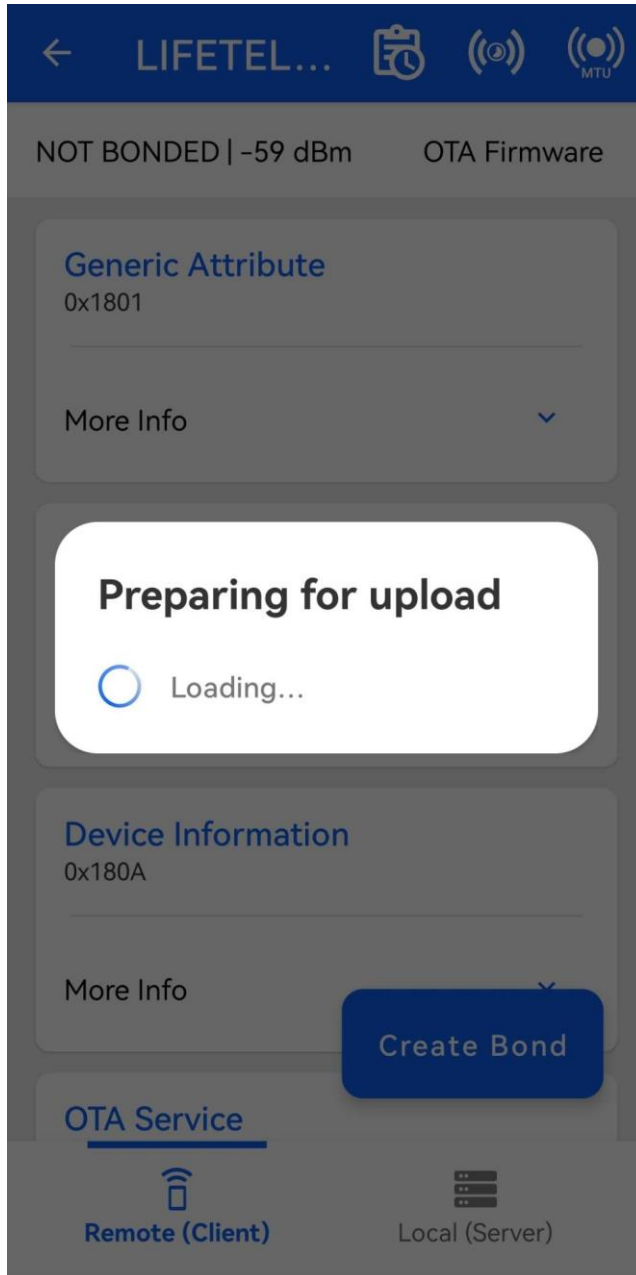 LIFETEL...
MTU
NOT BONDED | -59 dBm OTA Firmware
Generic Attribute
0x1801
More Info
Preparing for upload
Loading...
Device Information
0x180A
More Info
Create Bond
OTA Service
Remote (Client) Local (Server)